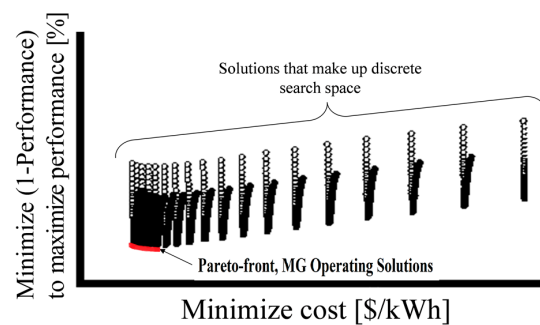 Minimize (1-Performance)
to maximize performance [%]
Solutions that make up discrete
search space
Pareto-front, MG Operating Solutions
Minimize cost [$/kWh]